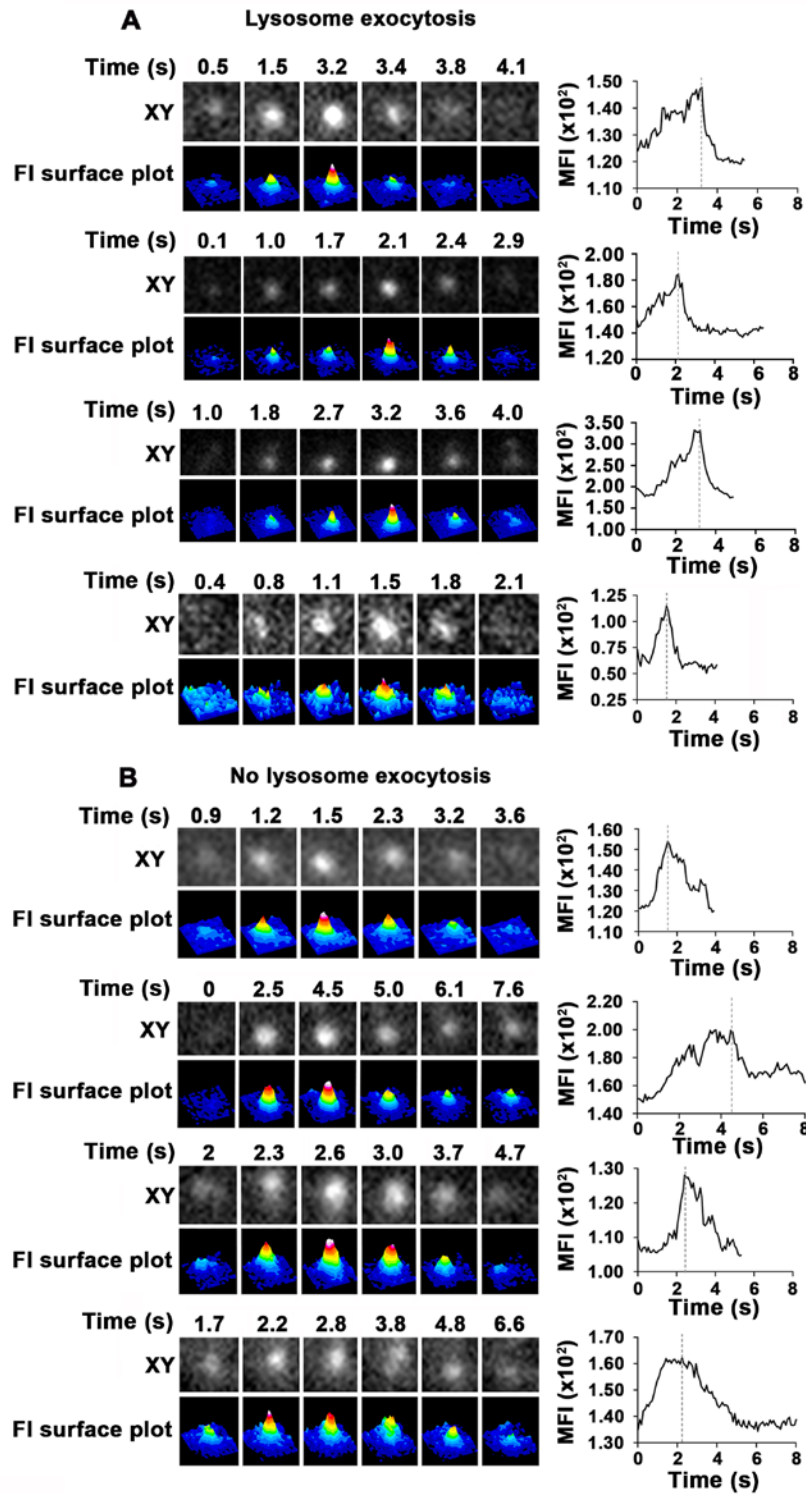 A Lysosome exocytosis
Time (s) 0.5 1.5 3.2 3.4 3.8 4.1
XY
FI surface plot
MFI (x10²)
1.50
1.40
1.30
1.20
1.10
0 2 4 6 8
Time (s)
Time (s) 0.1 1.0 1.7 2.1 2.4 2.9
XY
FI surface plot
MFI (x10²)
2.00
1.80
1.60
1.40
1.20
0 2 4 6 8
Time (s)
Time (s) 1.0 1.8 2.7 3.2 3.6 4.0
XY
FI surface plot
MFI (x10²)
3.50
3.00
2.50
2.00
1.00
0 2 4 6 8
Time (s)
Time (s) 0.4 0.8 1.1 1.5 1.8 2.1
XY
FI surface plot
MFI (x10²)
1.25
1.00
0.75
0.50
0.25
0 2 4 6 8
Time (s)
B No lysosome exocytosis
Time (s) 0.9 1.2 1.5 2.3 3.2 3.6
XY
FI surface plot
MFI (x10²)
1.60
1.50
1.40
1.30
1.20
1.10
0 2 4 6 8
Time (s)
Time (s) 0 2.5 4.5 5.0 6.1 7.6
XY
FI surface plot
MFI (x10²)
2.20
2.00
1.80
1.60
1.40
0 2 4 6 8
Time (s)
Time (s) 2 2.3 2.6 3.0 3.7 4.7
XY
FI surface plot
MFI (x10²)
1.30
1.20
1.10
1.00
0 2 4 6 8
Time (s)
Time (s) 1.7 2.2 2.8 3.8 4.8 6.6
XY
FI surface plot
MFI (x10²)
1.70
1.60
1.50
1.40
1.30
0 2 4 6 8
Time (s)